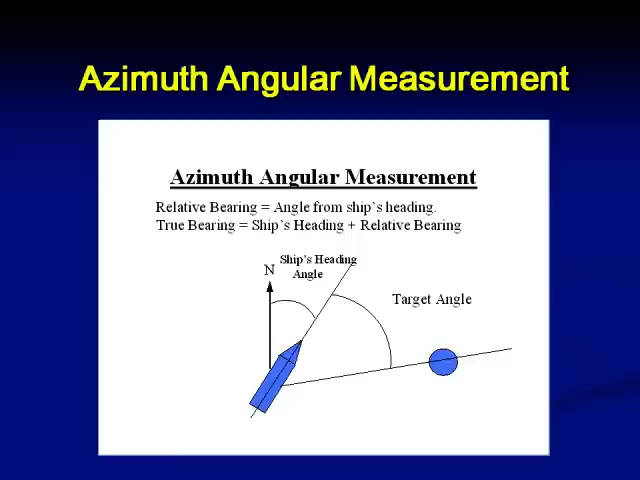 Azimuth Angular Measurement
Azimuth Angular Measurement
Relative Bearing = Angle from ship's heading.
True Bearing = Ship's Heading + Relative Bearing
Ship's Heading
Angle
N
Target Angle